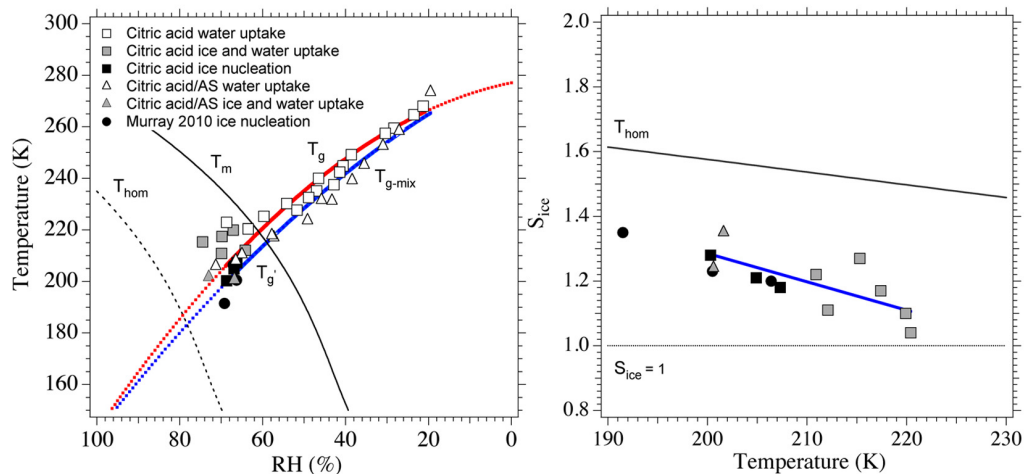 300
280
260
240
220
200
180
160
Temperature (K)
Citric acid water uptake
Citric acid ice and water uptake
Citric acid ice nucleation
Citric acid/AS water uptake
Citric acid/AS ice and water uptake
Murray 2010 ice nucleation
Tm
Tg
Tg-mix
Thom
Tg'
100 80 60 40 20 0
RH (%)
2.0
1.8
1.6
1.4
1.2
1.0
0.8
Sice
Thom
Sice = 1
190 200 210 220 230
Temperature (K)